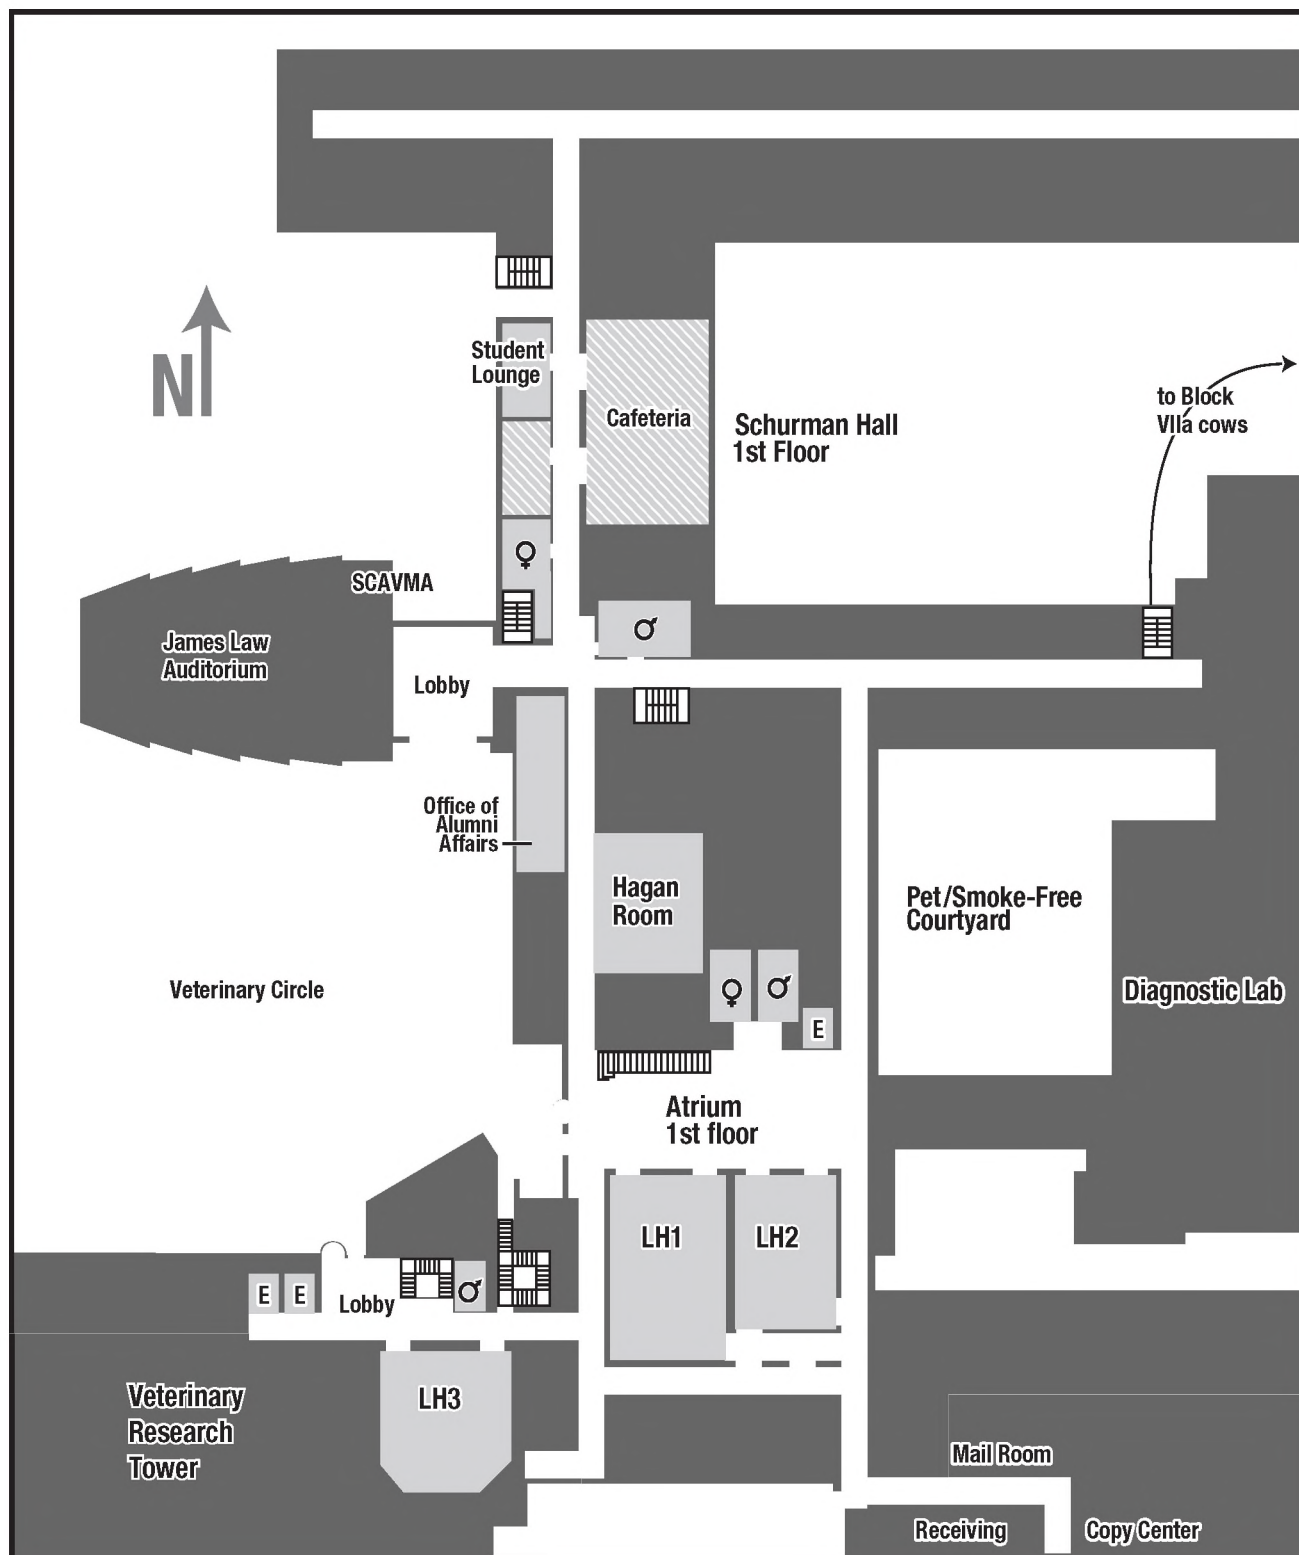 N
Student
Lounge
Cafeteria
Schurman Hall
1st Floor
to Block
VIIa cows
♀
SCAVMA
James Law
Auditorium
♂
Lobby
Office of
Alumni
Affairs
Hagan
Room
Pet/Smoke-Free
Courtyard
Veterinary Circle
♀
♂
Diagnostic Lab
E
Atrium
1st floor
LH1
LH2
E
E
Lobby
♂
LH3
Veterinary
Research
Tower
Mail Room
Receiving
Copy Center